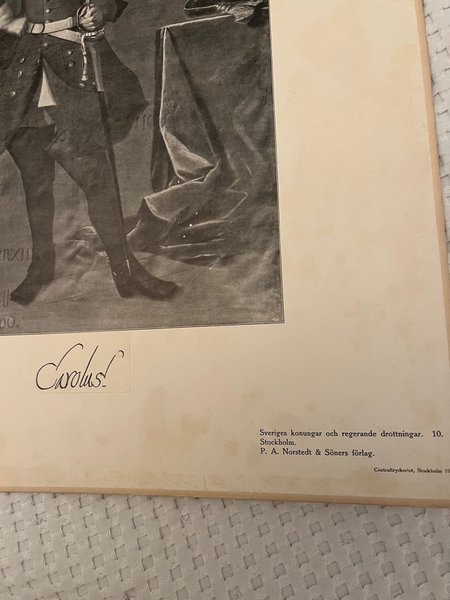 Carolus
Sveriges konungar och regerande drottningar. 10.
Stockholm.
P. A. Norstedt & Söners förlag.
Centraltryckeriet, Stockholm